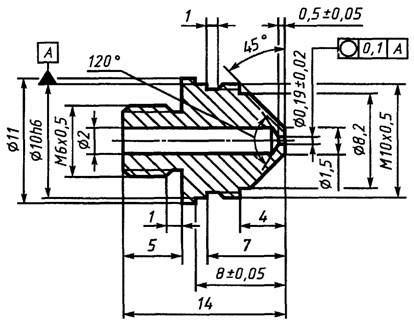 0,5±0,05
1
45°
A
120°
0,1 A
Ø11
Ø10h6
M6x0,5
Ø2
Ø0,19±0,02
Ø1,5
Ø8,2
M10x0,5
1
4
5
7
8±0,05
14